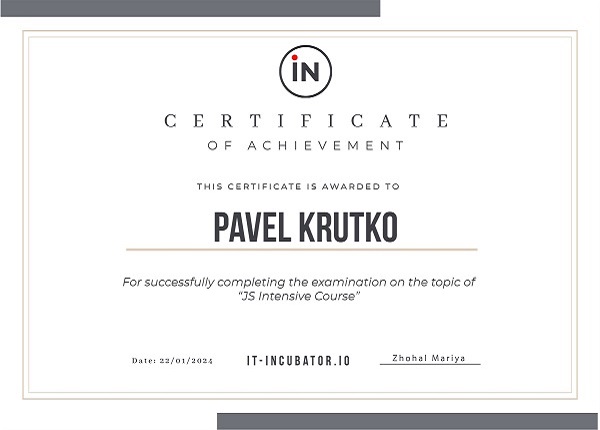 iN
CERTIFICATE
OF ACHIEVEMENT
THIS CERTIFICATE IS AWARDED TO
PAVEL KRUTKO
For successfully completing the examination on the topic of
“JS Intensive Course”
Date: 22/01/2024 IT-INCUBATOR.IO Zhohal Mariya